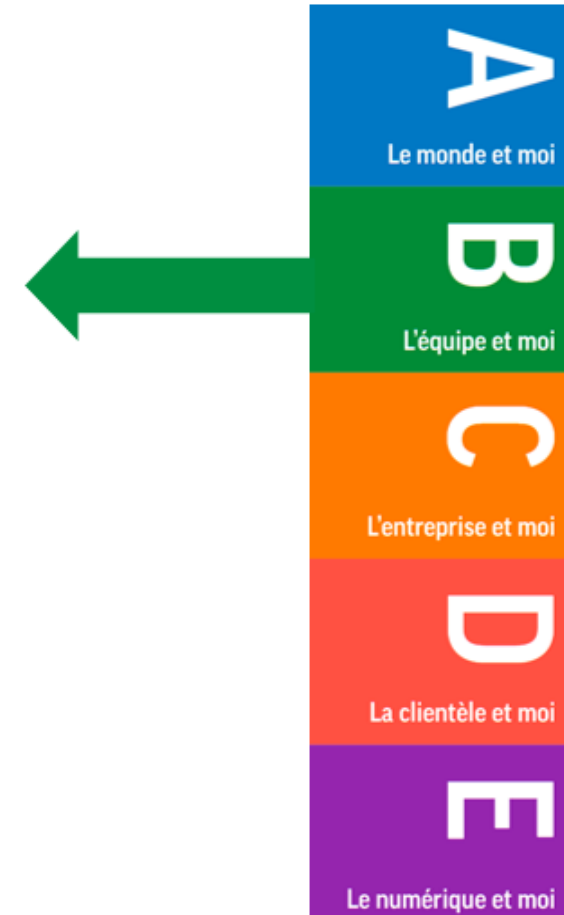 A
Le monde et moi
B
L'équipe et moi
C
L'entreprise et moi
D
La clientèle et moi
E
Le numérique et moi